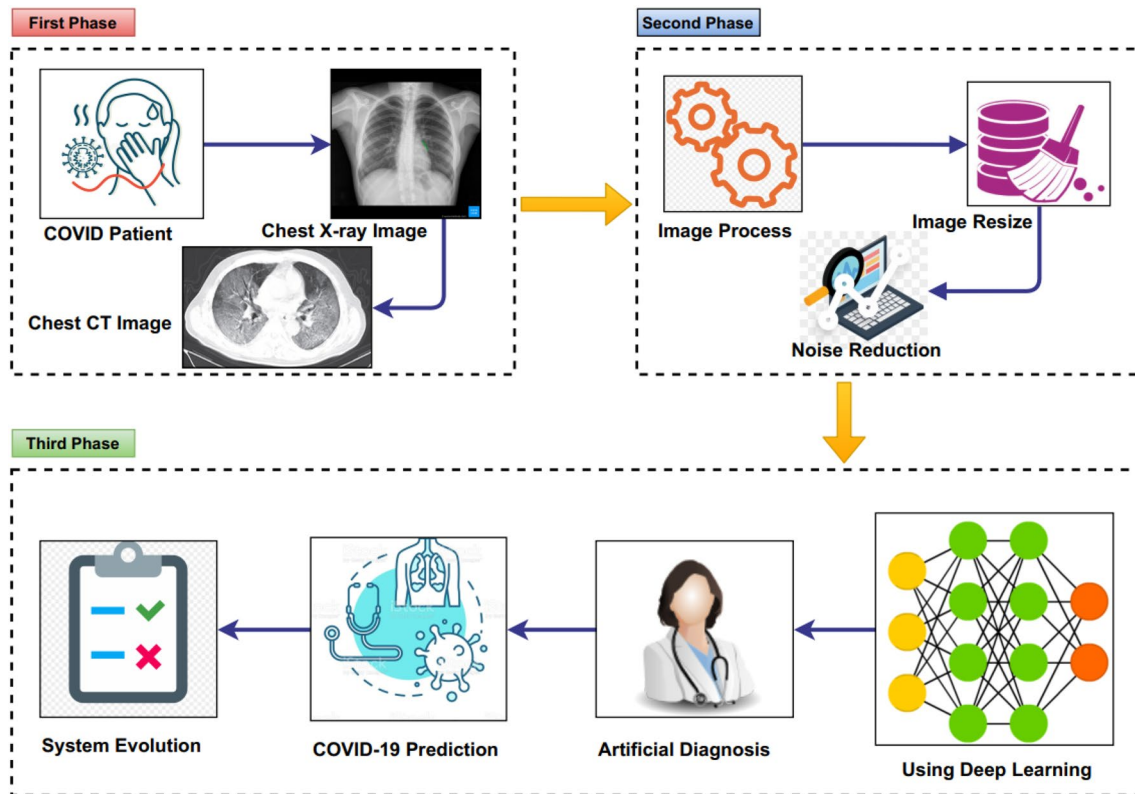 First Phase
COVID Patient
Chest X-ray Image
Chest CT Image
Second Phase
Image Process
Image Resize
Noise Reduction
Third Phase
System Evolution
COVID-19 Prediction
Artificial Diagnosis
Using Deep Learning